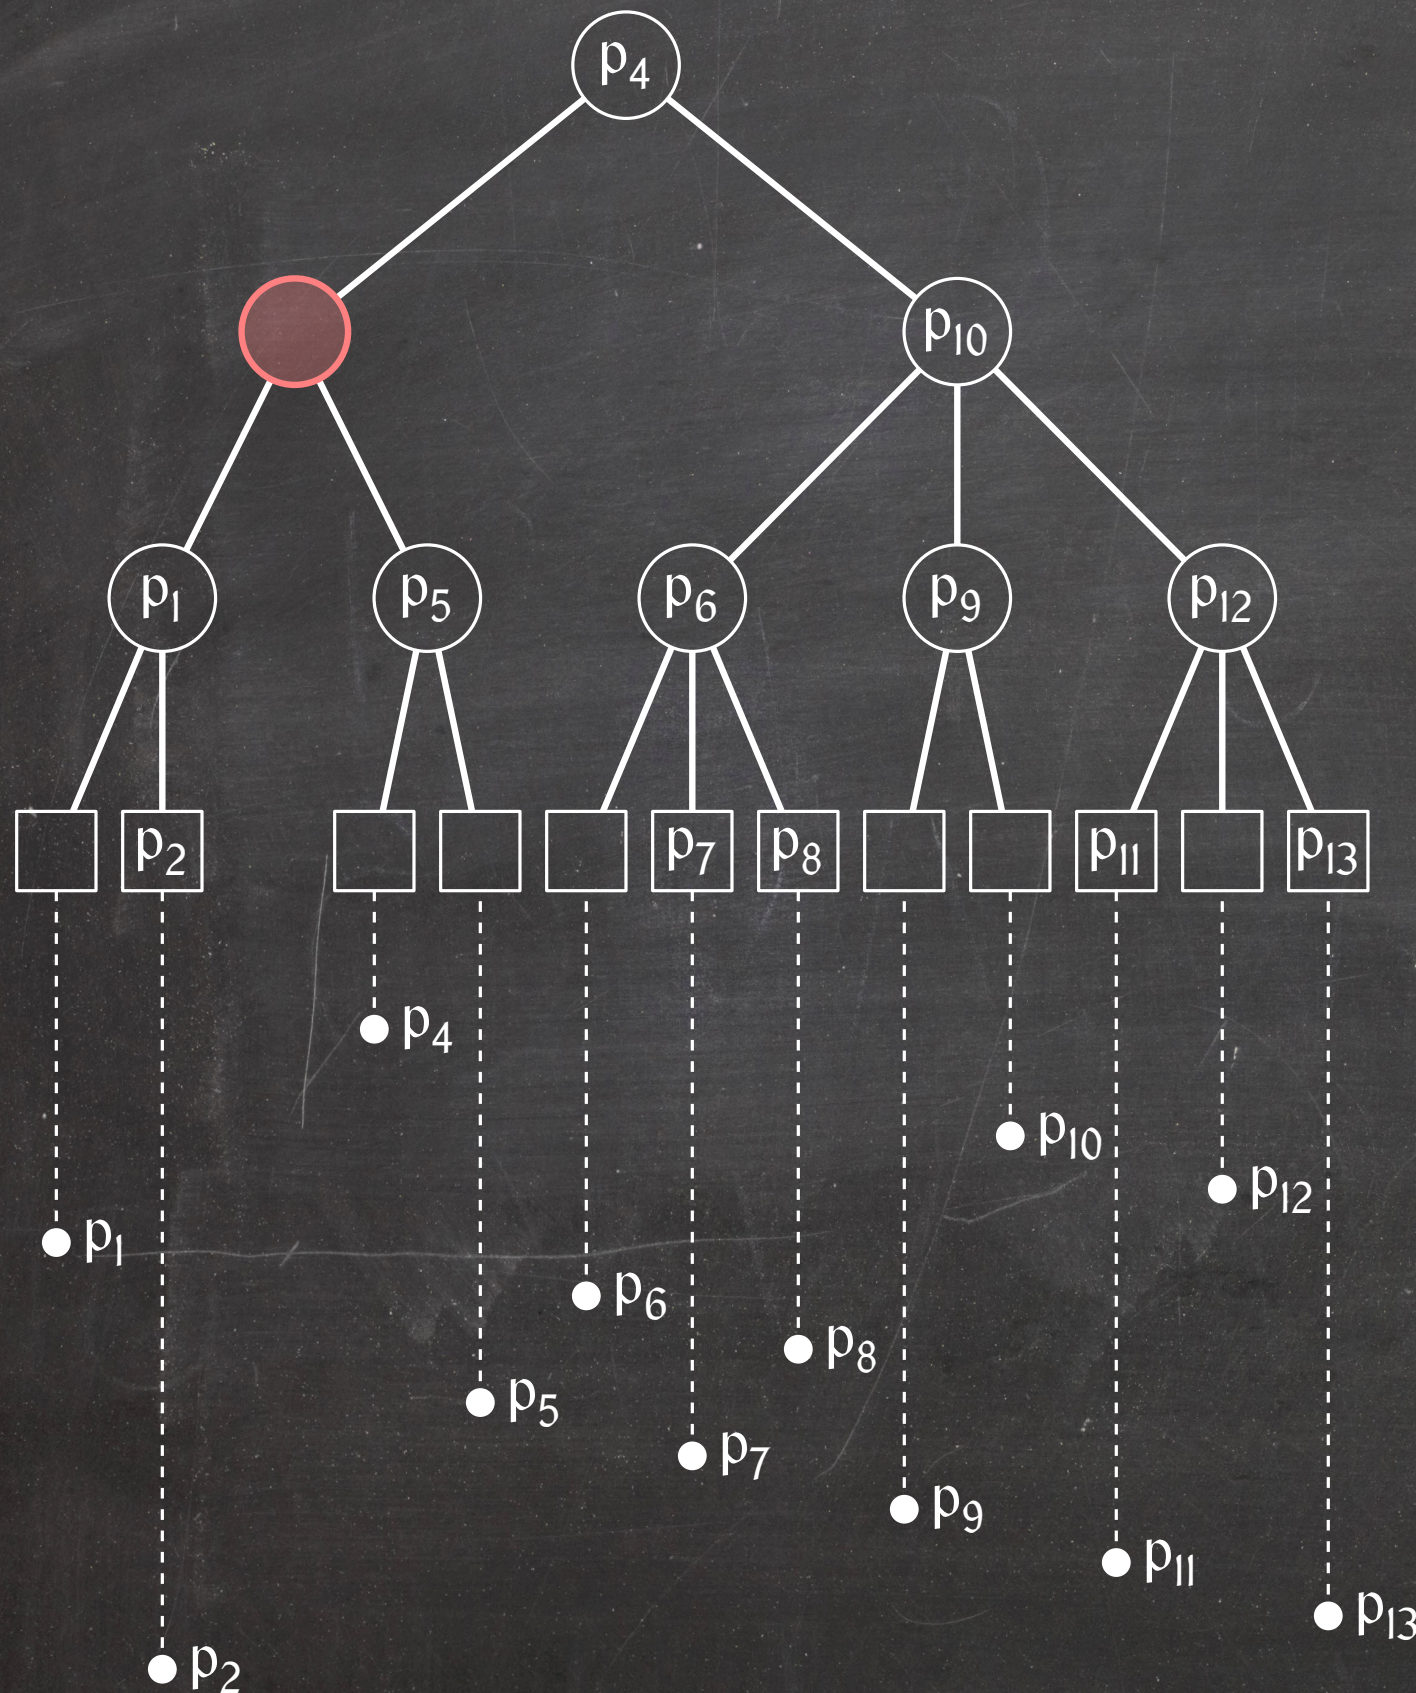 p₄
p₁₀
p₁ p₅ p₆ p₉ p₁₂
p₂ p₇ p₈ p₁₁ p₁₃
p₄
p₁₀
p₁₂
p₁
p₆
p₈
p₅
p₇
p₉
p₁₁
p₁₃
p₂